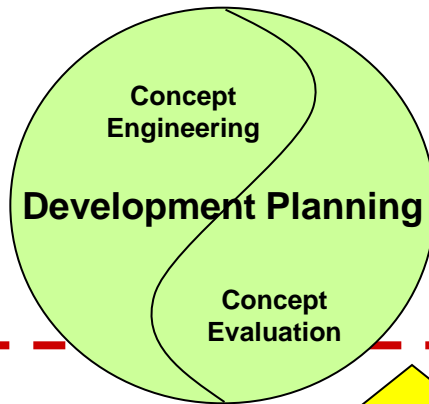 Concept
Engineering
Development Planning
Concept
Evaluation